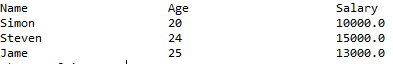 Name Age Salary
Simon 20 10000.0
Steven 24 15000.0
Jame 25 13000.0